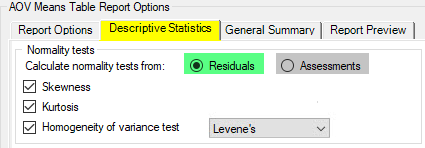 AOV Means Table Report Options
Report Options Descriptive Statistics General Summary Report Preview
Normality tests
Calculate normality tests from: Residuals Assessments
Skewness
Kurtosis
Homogeneity of variance test Levene's